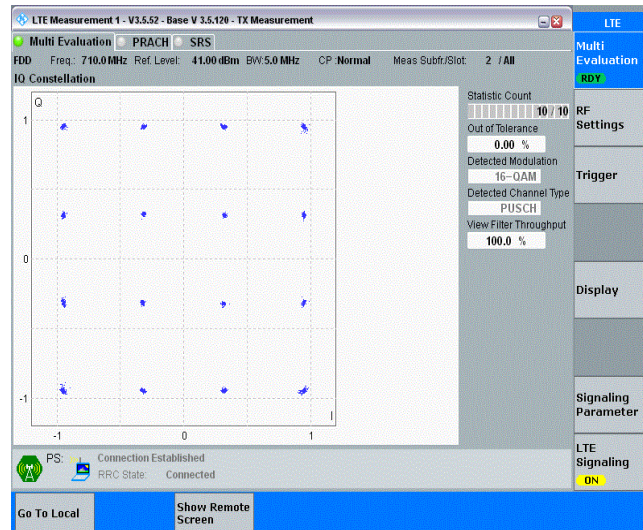 LTE Measurement 1 - V3.5.52 - Base V 3.5.120 - TX Measurement
LTE
Multi Evaluation PRACH SRS
FDD Freq.: 710.0 MHz Ref. Level: 41.00 dBm BW: 5.0 MHz CP :Normal Meas Subfr./Slot: 2 / All
IQ Constellation
Q
1
0
-1
-1 0 1
I
Statistic Count
10 / 10
Out of Tolerance
0.00 %
Detected Modulation
16-QAM
Detected Channel Type
PUSCH
View Filter Throughput
100.0 %
PS: Connection Established
RRC State: Connected
Multi
Evaluation
RDY
RF
Settings
Trigger
Display
Signaling
Parameter
LTE
Signaling
ON
Go To Local
Show Remote
Screen